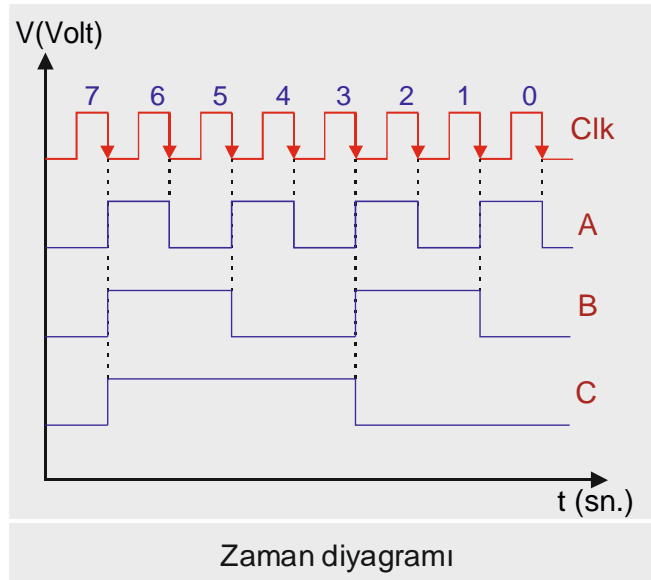 V(Volt)
7 6 5 4 3 2 1 0
Clk
A
B
C
t (sn.)
Zaman diyagramı